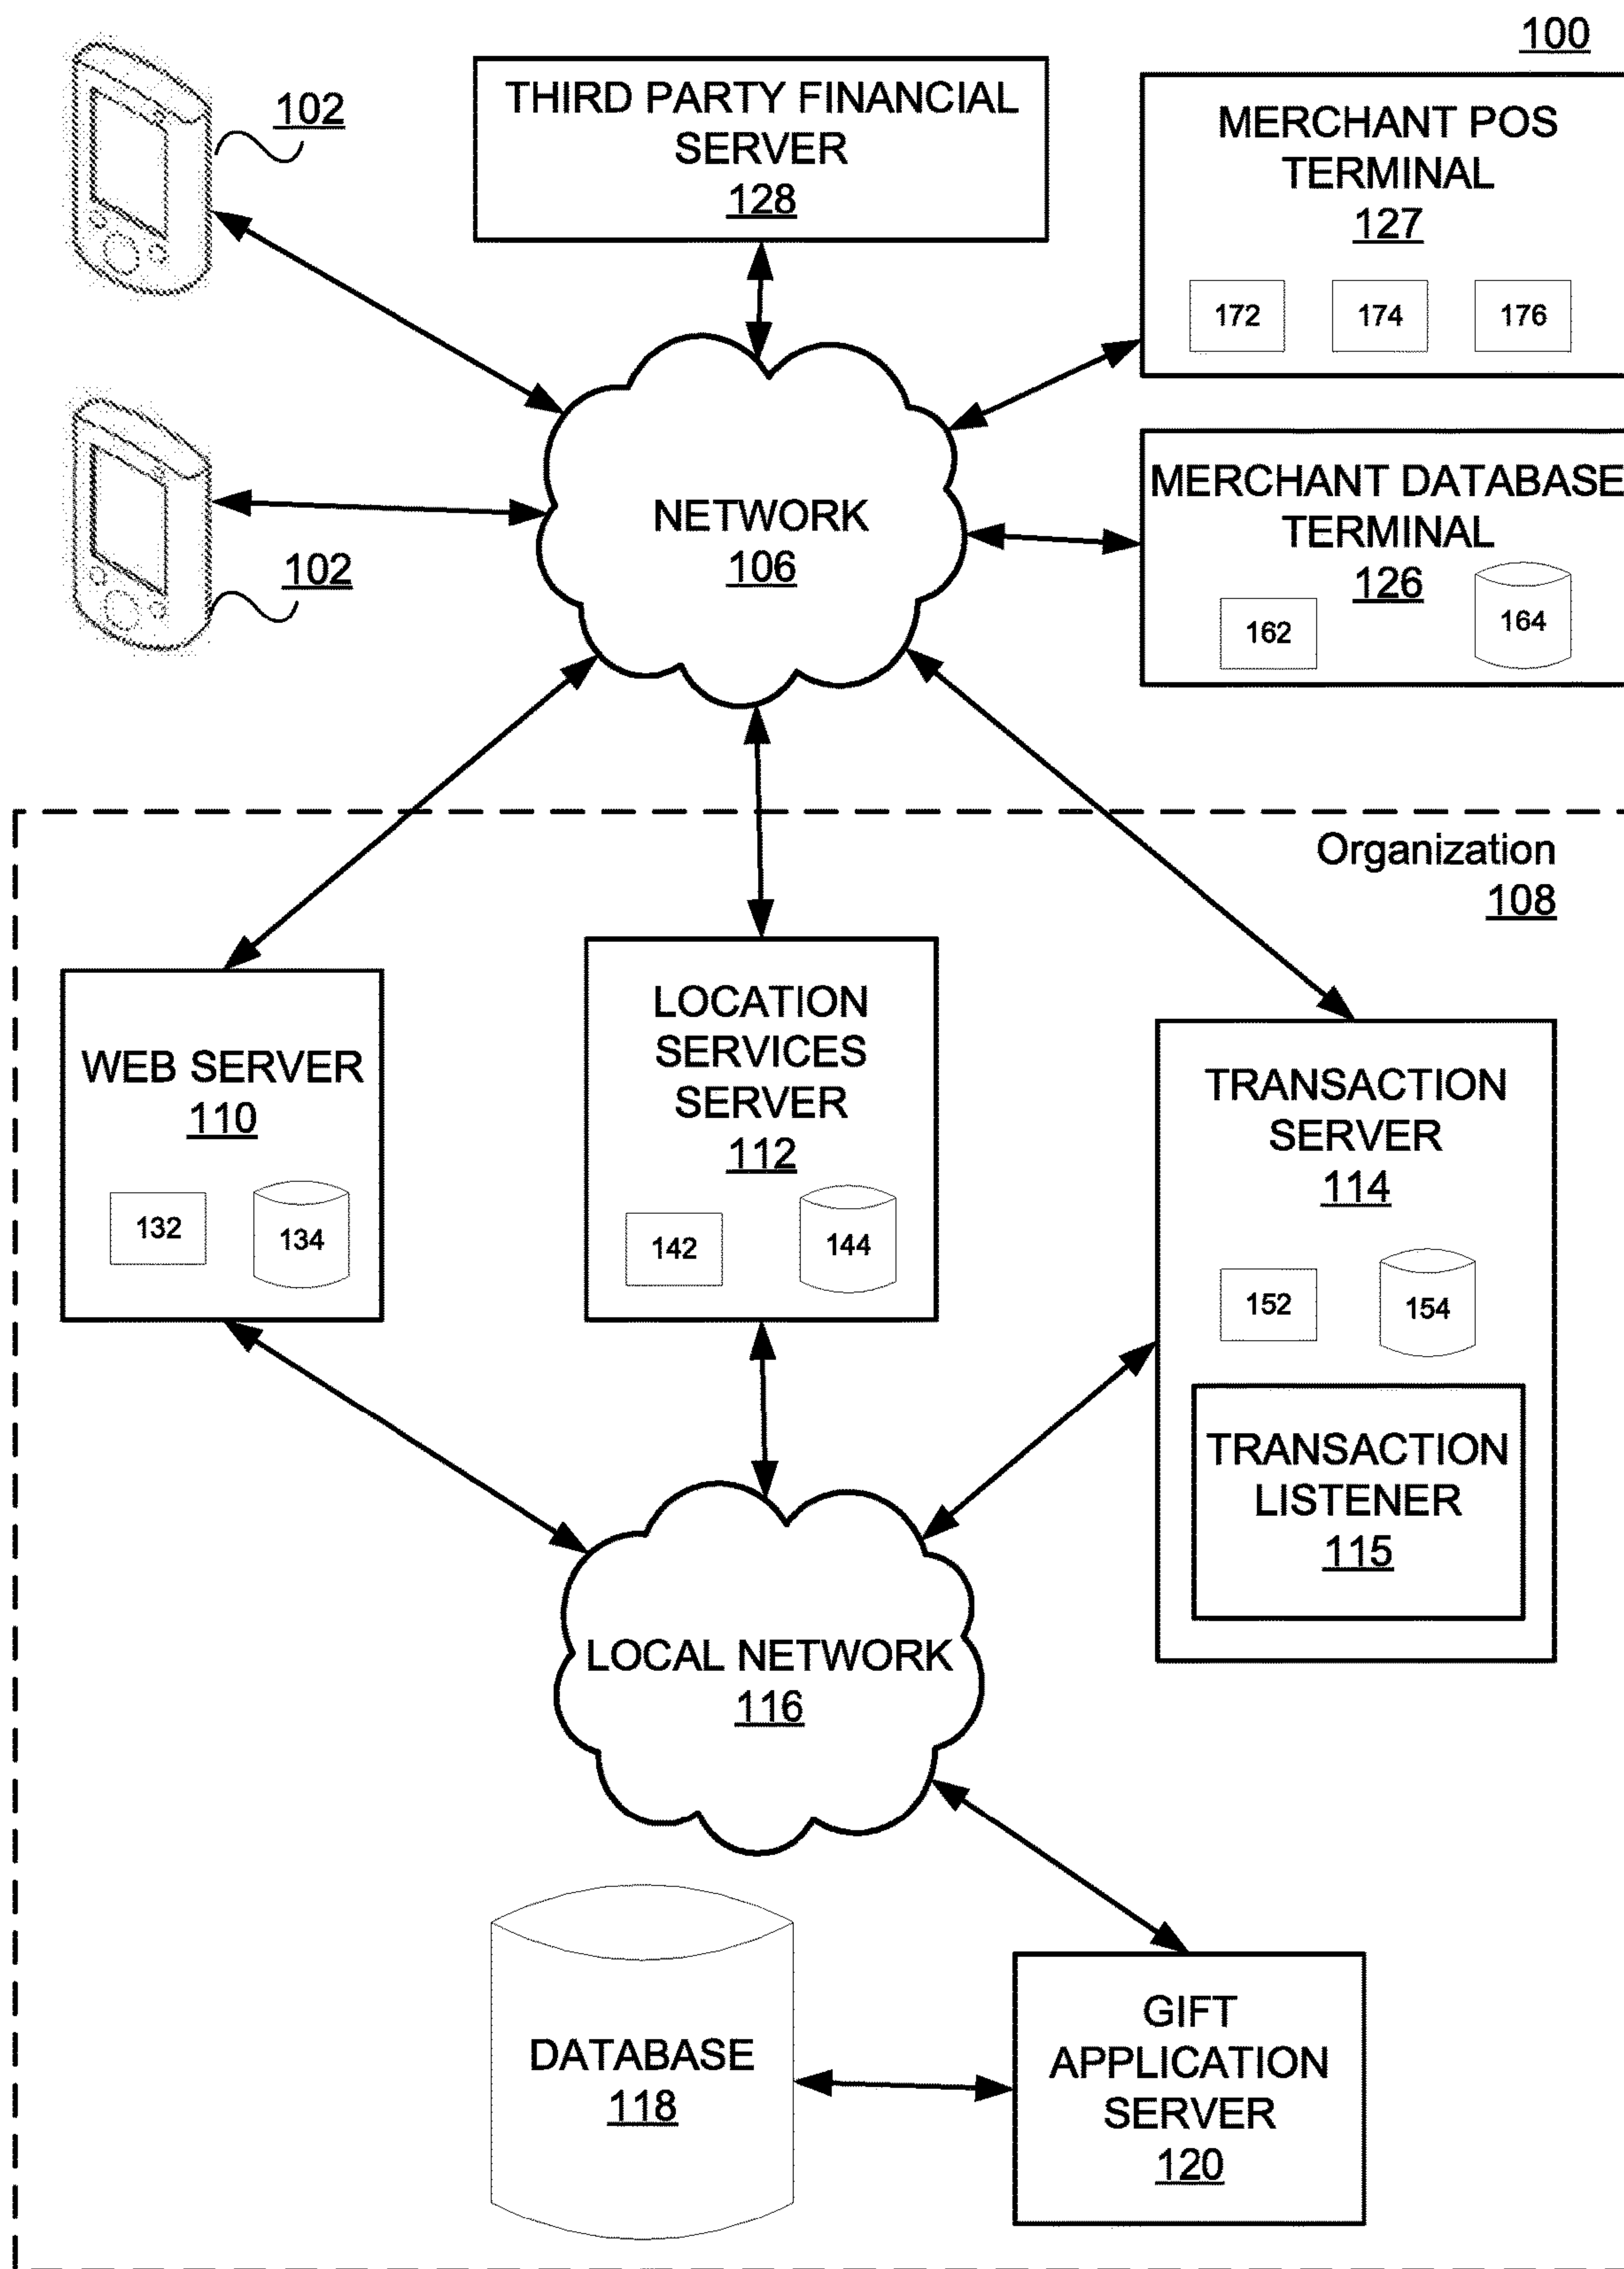 100
102
THIRD PARTY FINANCIAL
SERVER
128
MERCHANT POS
TERMINAL
127
172 174 176
102
NETWORK
106
MERCHANT DATABASE
TERMINAL
126
162 164
Organization
108
WEB SERVER
110
132 134
LOCATION
SERVICES
SERVER
112
142 144
TRANSACTION
SERVER
114
152 154
TRANSACTION
LISTENER
115
LOCAL NETWORK
116
DATABASE
118
GIFT
APPLICATION
SERVER
120